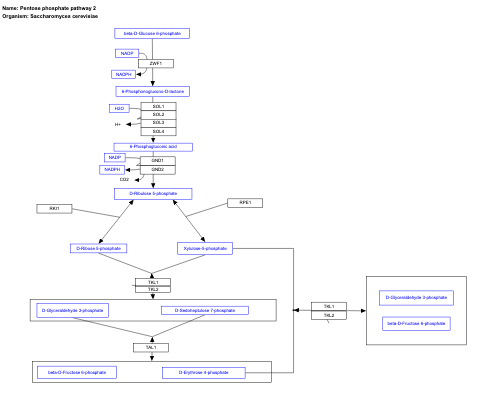 Name: Pentose phosphate pathway 2
Organism: Saccharomyces cerevisiae
beta-D-Glucose 6-phosphate
NADP
ZWF1
NADPH
6-Phosphonoglucono-D-lactone
H2O
SOL1
SOL2
SOL3
H+
SOL4
6-Phosphogluconic acid
NADP
GND1
NADPH
GND2
CO2
D-Ribulose 5-phosphate
RKI1
RPE1
D-Ribose 5-phosphate
Xylulose-5-phosphate
TKL1
TKL2
D-Glyceraldehyde 3-phosphate
D-Sedoheptulose 7-phosphate
TKL1
TKL2
D-Glyceraldehyde 3-phosphate
beta-D-Fructose 6-phosphate
TAL1
beta-D-Fructose 6-phosphate
D-Erythrose 4-phosphate